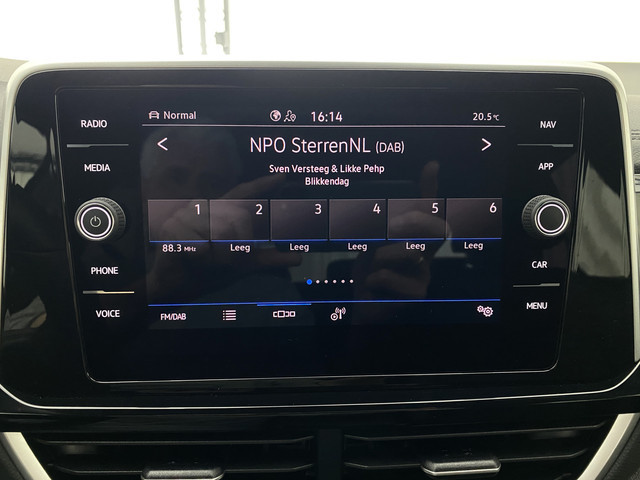 Normal 16:14 20.5°C
RADIO
NAV
NPO SterrenNL (DAB)
MEDIA
APP
Sven Versteeg & Likke Pehp
Blikkendag
1 2 3 4 5 6
88.3 MHz Leeg Leeg Leeg Leeg Leeg
PHONE
CAR
VOICE
MENU
FM/DAB